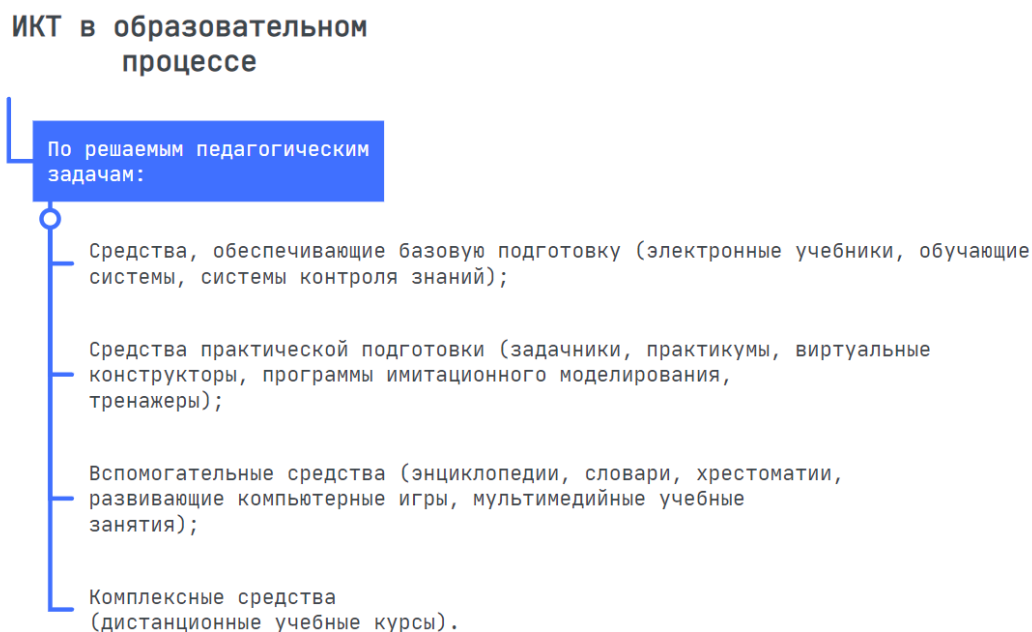 ИКТ в образовательном
процессе
По решаемым педагогическим
задачам:
Средства, обеспечивающие базовую подготовку (электронные учебники, обучающие
системы, системы контроля знаний);
Средства практической подготовки (задачники, практикумы, виртуальные
конструкторы, программы имитационного моделирования,
тренажеры);
Вспомогательные средства (энциклопедии, словари, хрестоматии,
развивающие компьютерные игры, мультимедийные учебные
занятия);
Комплексные средства
(дистанционные учебные курсы).